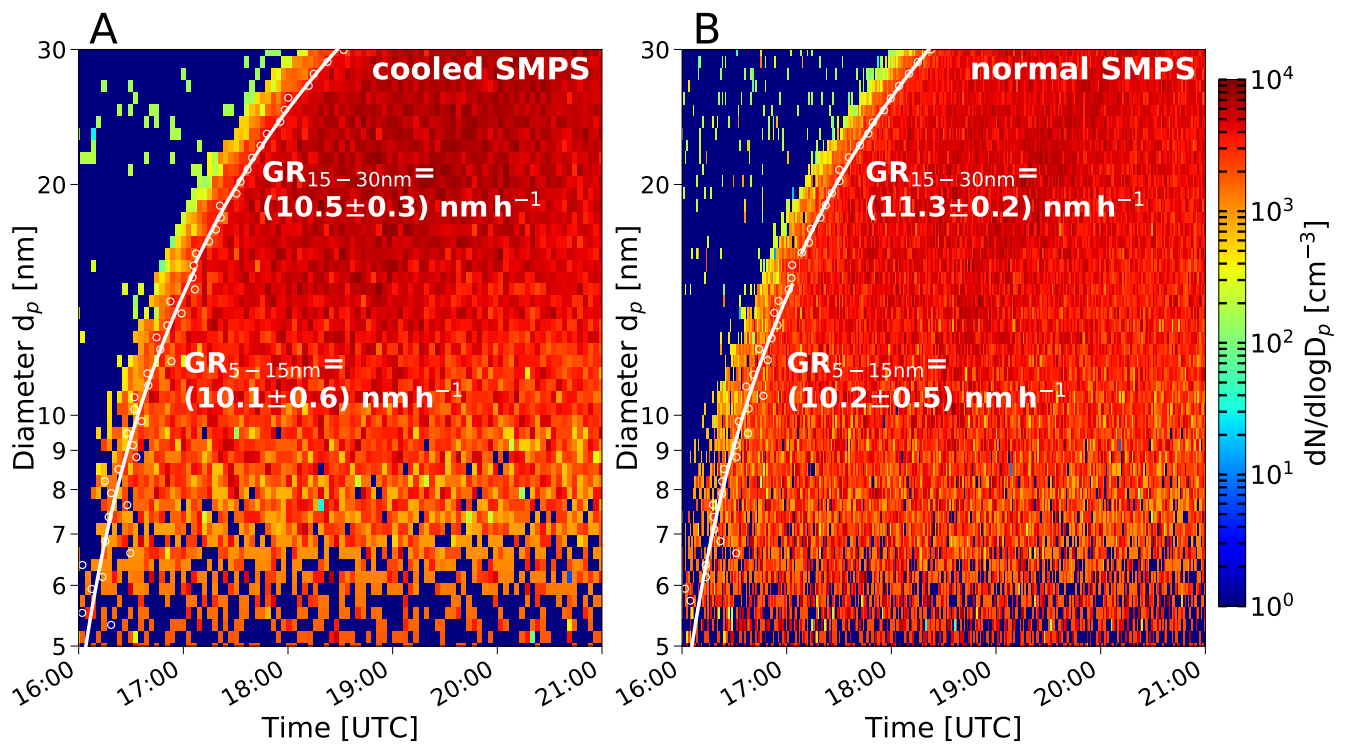 A
B
cooled SMPS
normal SMPS
GR₁₅₋₃₀nm=
(10.5±0.3) nm h⁻¹
GR₁₅₋₃₀nm=
(11.3±0.2) nm h⁻¹
GR₅₋₁₅nm=
(10.1±0.6) nm h⁻¹
GR₅₋₁₅nm=
(10.2±0.5) nm h⁻¹
Diameter dₚ [nm]
30
20
10
9
8
7
6
5
16:00
17:00
18:00
19:00
20:00
21:00
Time [UTC]
Diameter dₚ [nm]
30
20
10
9
8
7
6
5
16:00
17:00
18:00
19:00
20:00
21:00
Time [UTC]
10⁴
10³
10²
10¹
10⁰
dN/dlogDₚ [cm⁻³]